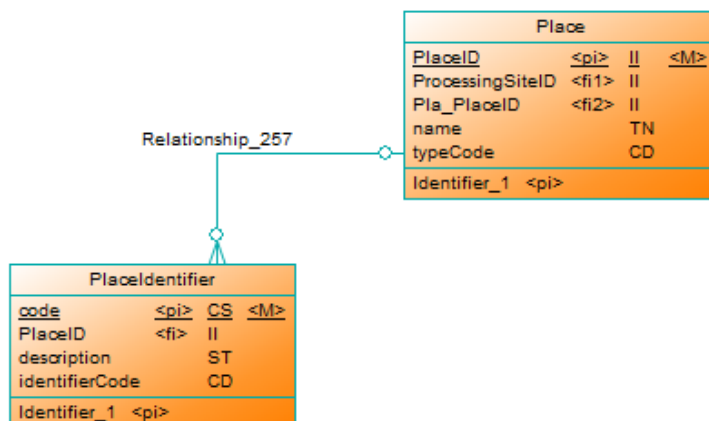 Place
PlaceID <pi> II <M>
ProcessingSiteID <fi1> II
Pla_PlaceID <fi2> II
name TN
typeCode CD
Identifier_1 <pi>
Relationship_257
PlaceIdentifier
code <pi> CS <M>
PlaceID <fi> II
description ST
identifierCode CD
Identifier_1 <pi>